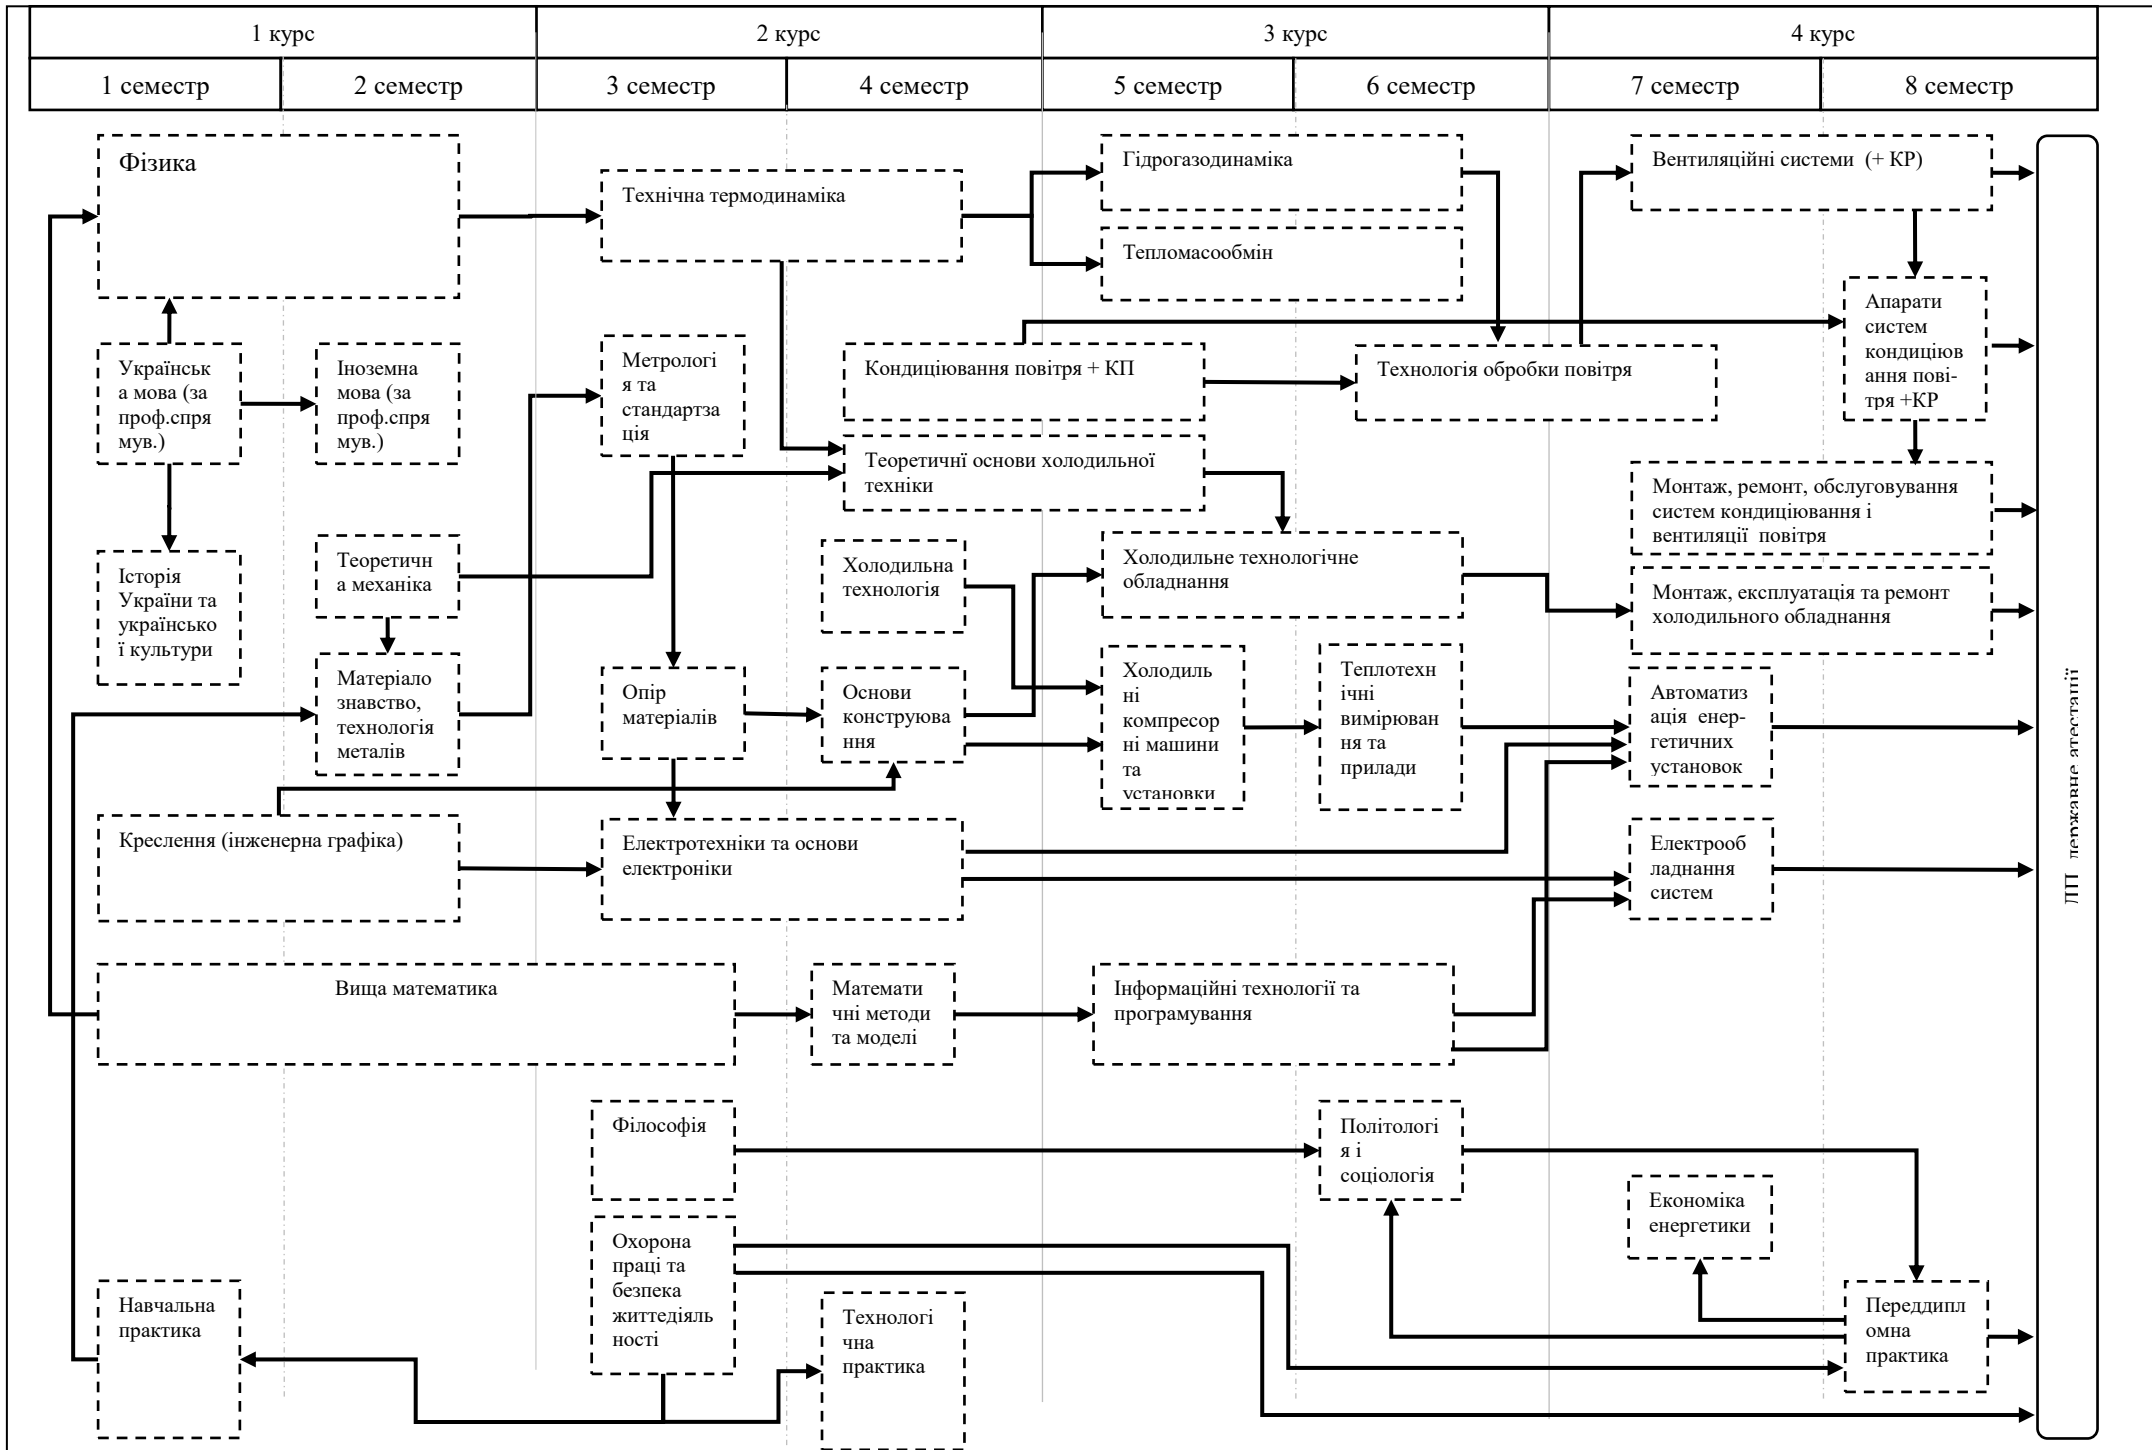 1 курс
2 курс
3 курс
4 курс
1 семестр
2 семестр
3 семестр
4 семестр
5 семестр
6 семестр
7 семестр
8 семестр
Фізика
Технічна термодинаміка
Гідрогазодинаміка
Тепломасообмін
Вентиляційні системи (+ КР)
Апарати
систем
кондиціюв
ання пові-
тря +КР
Українськ
а мова (за
проф.спря
мув.)
Іноземна
мова (за
проф.спря
мув.)
Метрологі
я та
стандартза
ція
Кондиціювання повітря + КП
Технологія обробки повітря
Теоретичнї основи холодильної
техніки
Монтаж, ремонт, обслуговування
систем кондиціювання і
вентиляції повітря
Історія
України та
українсько
ї культури
Теоретичн
а механіка
Холодильна
технологія
Холодильне технологічне
обладнання
Монтаж, експлуатація та ремонт
холодильного обладнання
Матеріало
знавство,
технологія
металів
Опір
матеріалів
Основи
конструюва
ння
Холодиль
ні
компресор
ні машини
та
установки
Теплотехн
ічні
вимірюван
ня та
прилади
Автоматиз
ація енер-
гетичних
установок
Креслення (інженерна графіка)
Електротехніки та основи
електроніки
Електрооб
ладнання
систем
Вища математика
Математи
чні методи
та моделі
Інформаційні технології та
програмування
Філософія
Політологі
я і
соціологія
Економіка
енергетики
Охорона
праці та
безпека
життедіяль
ності
Навчальна
практика
Технологі
чна
практика
Переддипл
омна
практика
державне атестації